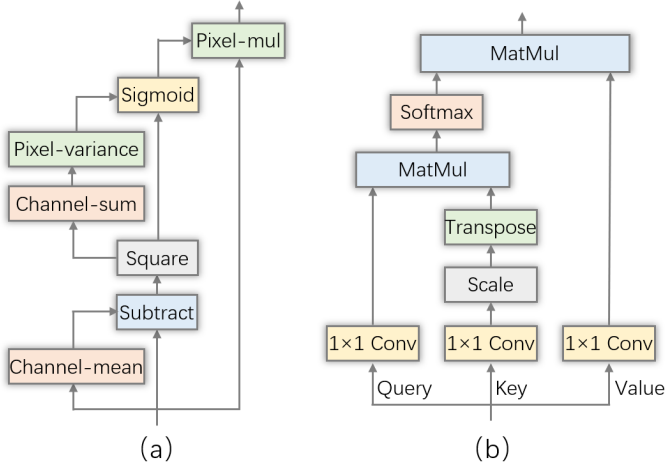 Pixel-mul
Sigmoid
Pixel-variance
Channel-sum
Square
Subtract
Channel-mean
(a)
MatMul
Softmax
MatMul
Transpose
Scale
1×1 Conv
1×1 Conv
1×1 Conv
Query
Key
Value
(b)